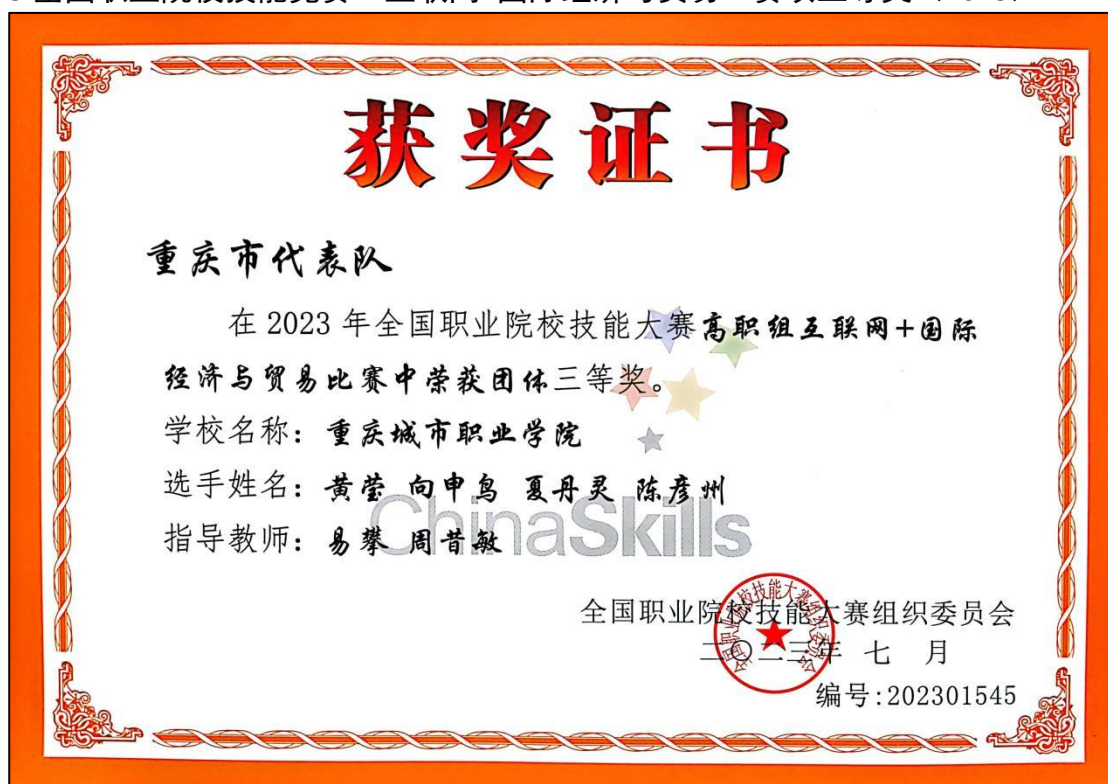 获奖证书
重庆市代表队
在 2023 年全国职业院校技能大赛高职组互联网+国际
经济与贸易比赛中荣获团体三等奖。
学校名称：重庆城市职业学院
选手姓名：黄莹 向申鸟 夏丹灵 陈彦州
指导教师：易攀 周昔敏
ChinaSkills
全国职业院校技能大赛组织委员会
二〇二三年 七 月
编号:202301545